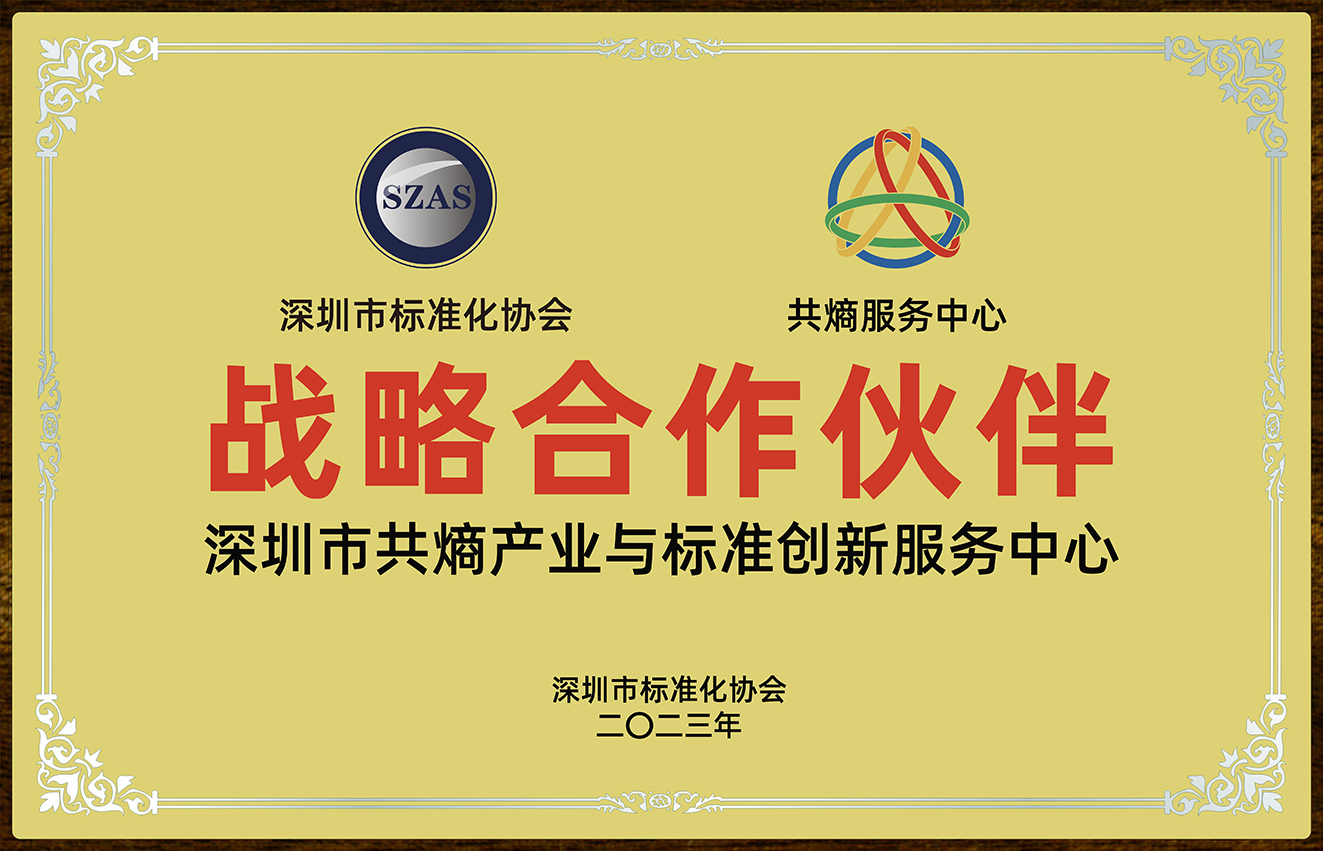 SZAS
深圳市标准化协会
共熵服务中心
战略合作伙伴
深圳市共熵产业与标准创新服务中心
深圳市标准化协会
二〇二三年